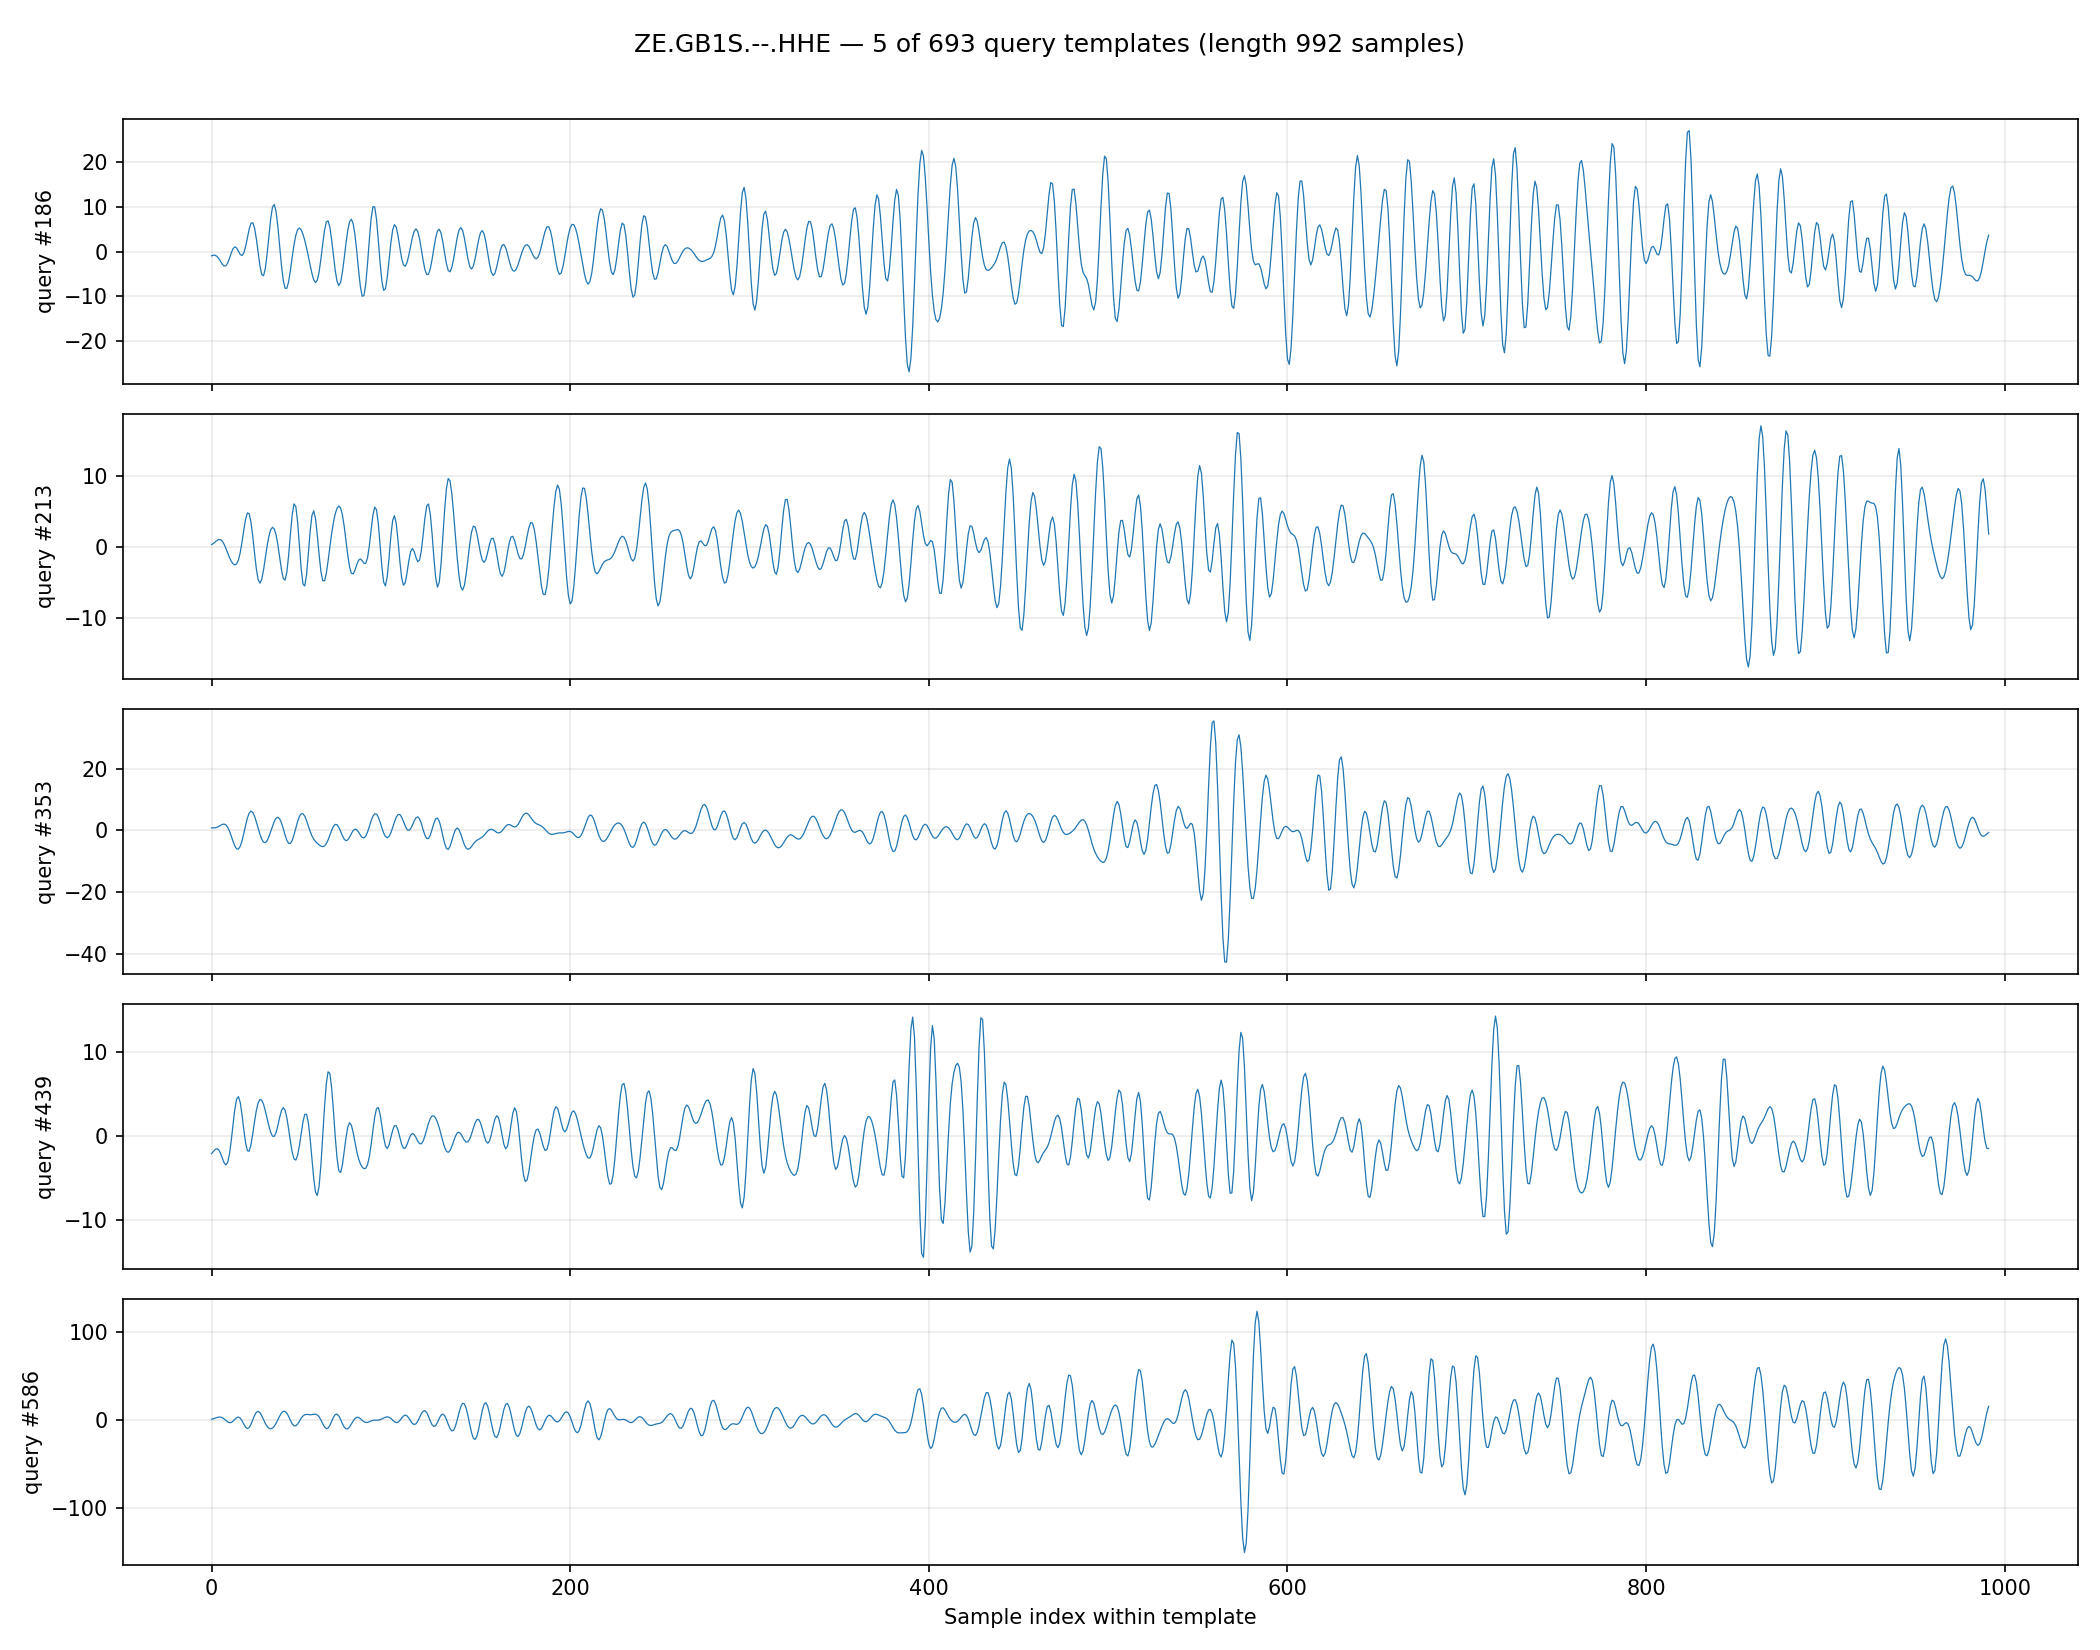 ZE.GB1S.--.HHE — 5 of 693 query templates (length 992 samples)
query #186
20
10
0
−10
−20
query #213
10
0
−10
query #353
20
0
−20
−40
query #439
10
0
−10
query #586
100
0
−100
0 200 400 600 800 1000
Sample index within template